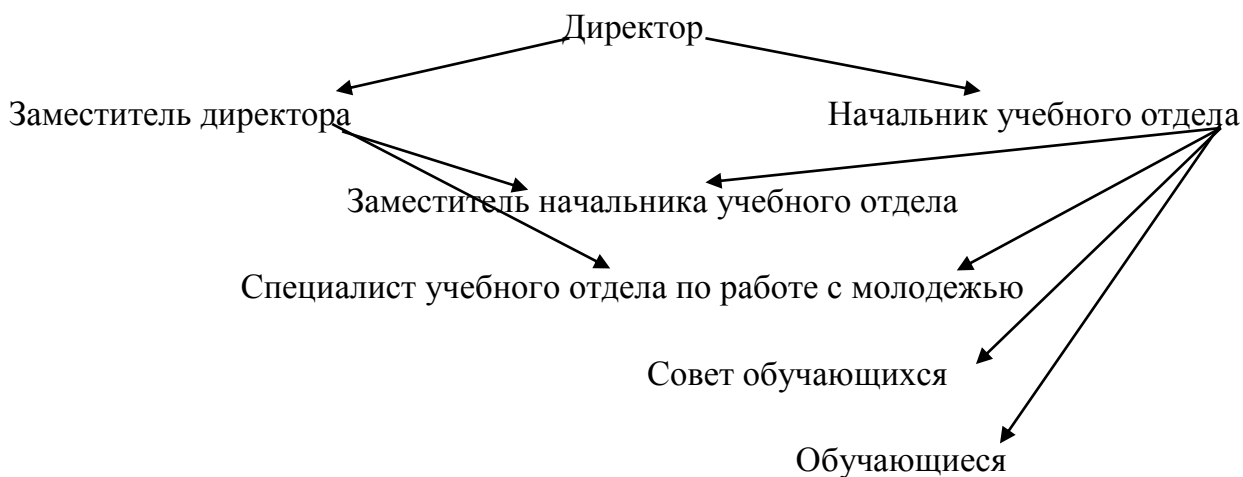 Директор
Заместитель директора
Начальник учебного отдела
Заместитель начальника учебного отдела
Специалист учебного отдела по работе с молодежью
Совет обучающихся
Обучающиеся